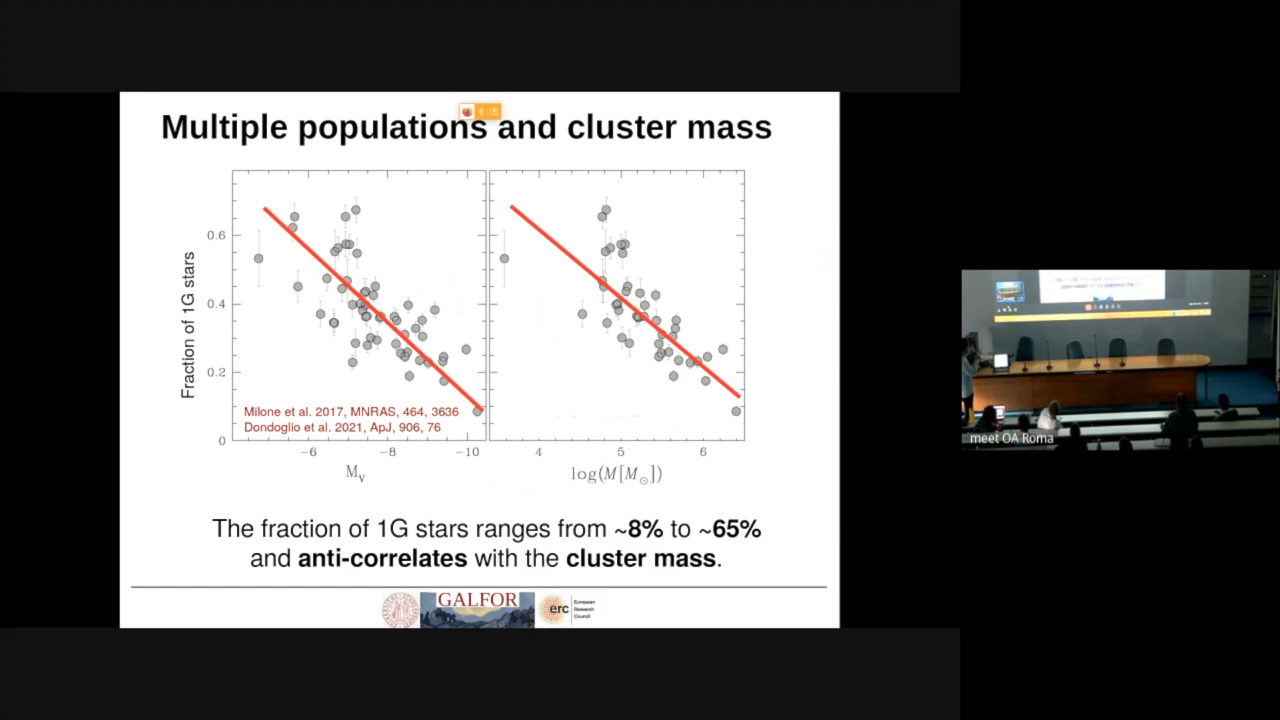 Multiple populations and cluster mass
Fraction of 1G stars
0.6
0.4
0.2
0
Milone et al. 2017, MNRAS, 464, 3636
Dondoglio et al. 2021, ApJ, 906, 76
−6
−8
−10
4
5
6
M_V
log(M[M_☉])
The fraction of 1G stars ranges from ~8% to ~65%
and anti-correlates with the cluster mass.
GALFOR
erc
European
Research
Council
meet OA Roma